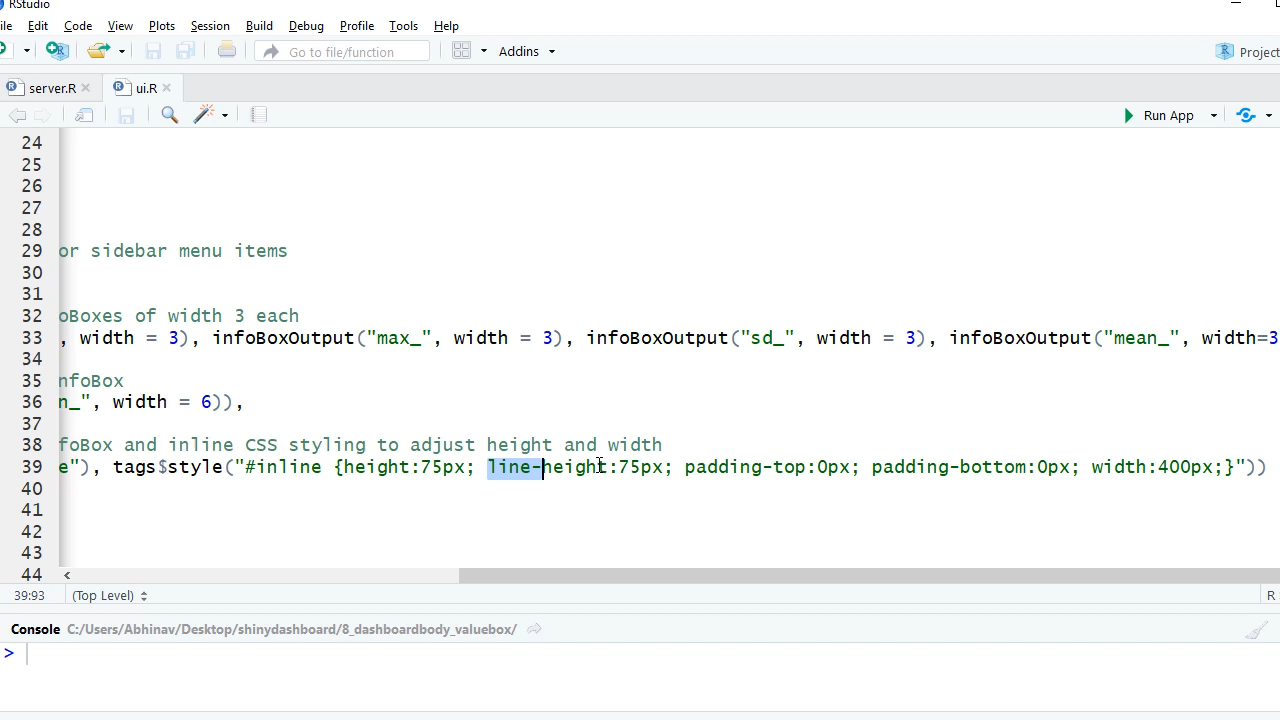 RStudio
ile Edit Code View Plots Session Build Debug Profile Tools Help
Go to file/function Addins Project
server.R ui.R
Run App
24
25
26
27
28
29 or sidebar menu items
30
31
32 oBoxes of width 3 each
33 , width = 3), infoBoxOutput("max_", width = 3), infoBoxOutput("sd_", width = 3), infoBoxOutput("mean_", width=3
34
35 nfoBox
36 n_", width = 6)),
37
38 foBox and inline CSS styling to adjust height and width
39 e"), tags$style("#inline {height:75px; line-height:75px; padding-top:0px; padding-bottom:0px; width:400px;}"))
40
41
42
43
44
39:93 (Top Level) R
Console C:/Users/Abhinav/Desktop/shinydashboard/8_dashboardbody_valuebox/
>